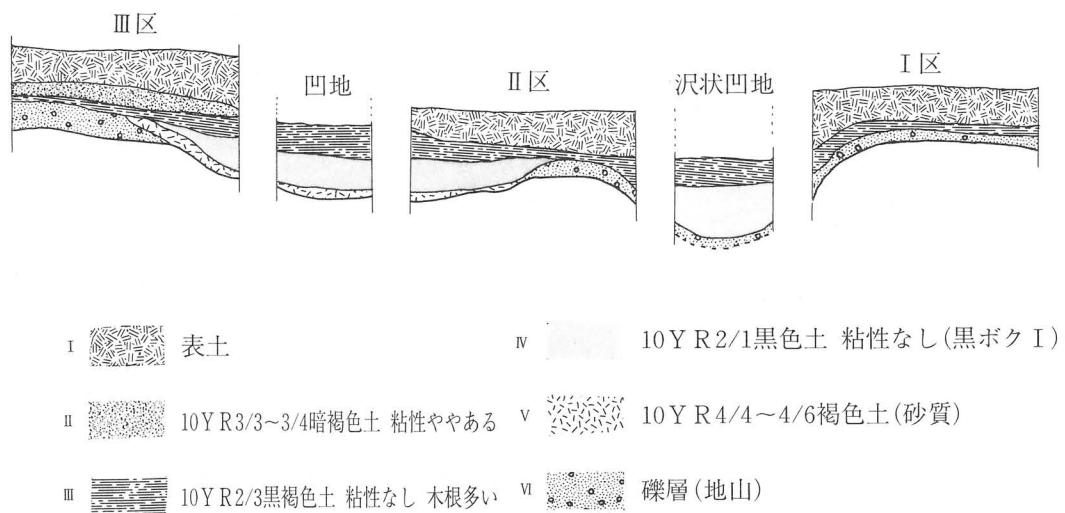 Ⅲ区
凹地
Ⅱ区
沢状凹地
Ⅰ区
Ⅰ 表土
Ⅱ 10YR3/3~3/4暗褐色土 粘性ややある
Ⅲ 10YR2/3黒褐色土 粘性なし 木根多い
Ⅳ 10YR2/1黒色土 粘性なし(黒ボクⅠ)
Ⅴ 10YR4/4~4/6褐色土(砂質)
Ⅵ 礫層(地山)